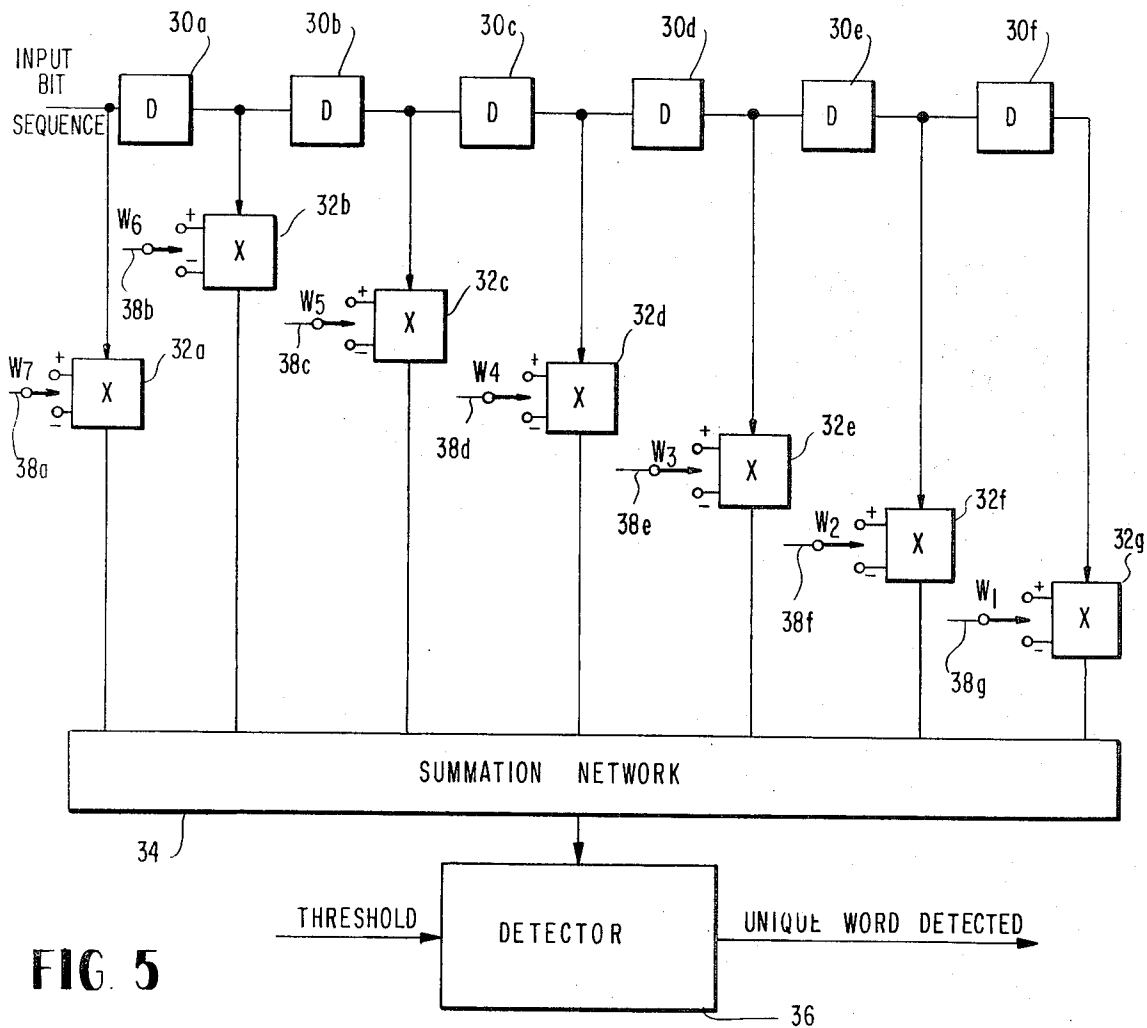 30a 30b 30c 30d 30e 30f
INPUT
BIT
SEQUENCE
D D D D D D
W6 + − X 32b
38b
W5 + − X 32c
38c
W7 + − X 32a
38a
W4 + − X 32d
38d
W3 + − X 32e
38e
W2 + − X 32f
38f
W1 + − X 32g
38g
SUMMATION NETWORK
34
THRESHOLD
DETECTOR
UNIQUE WORD DETECTED
36
FIG. 5